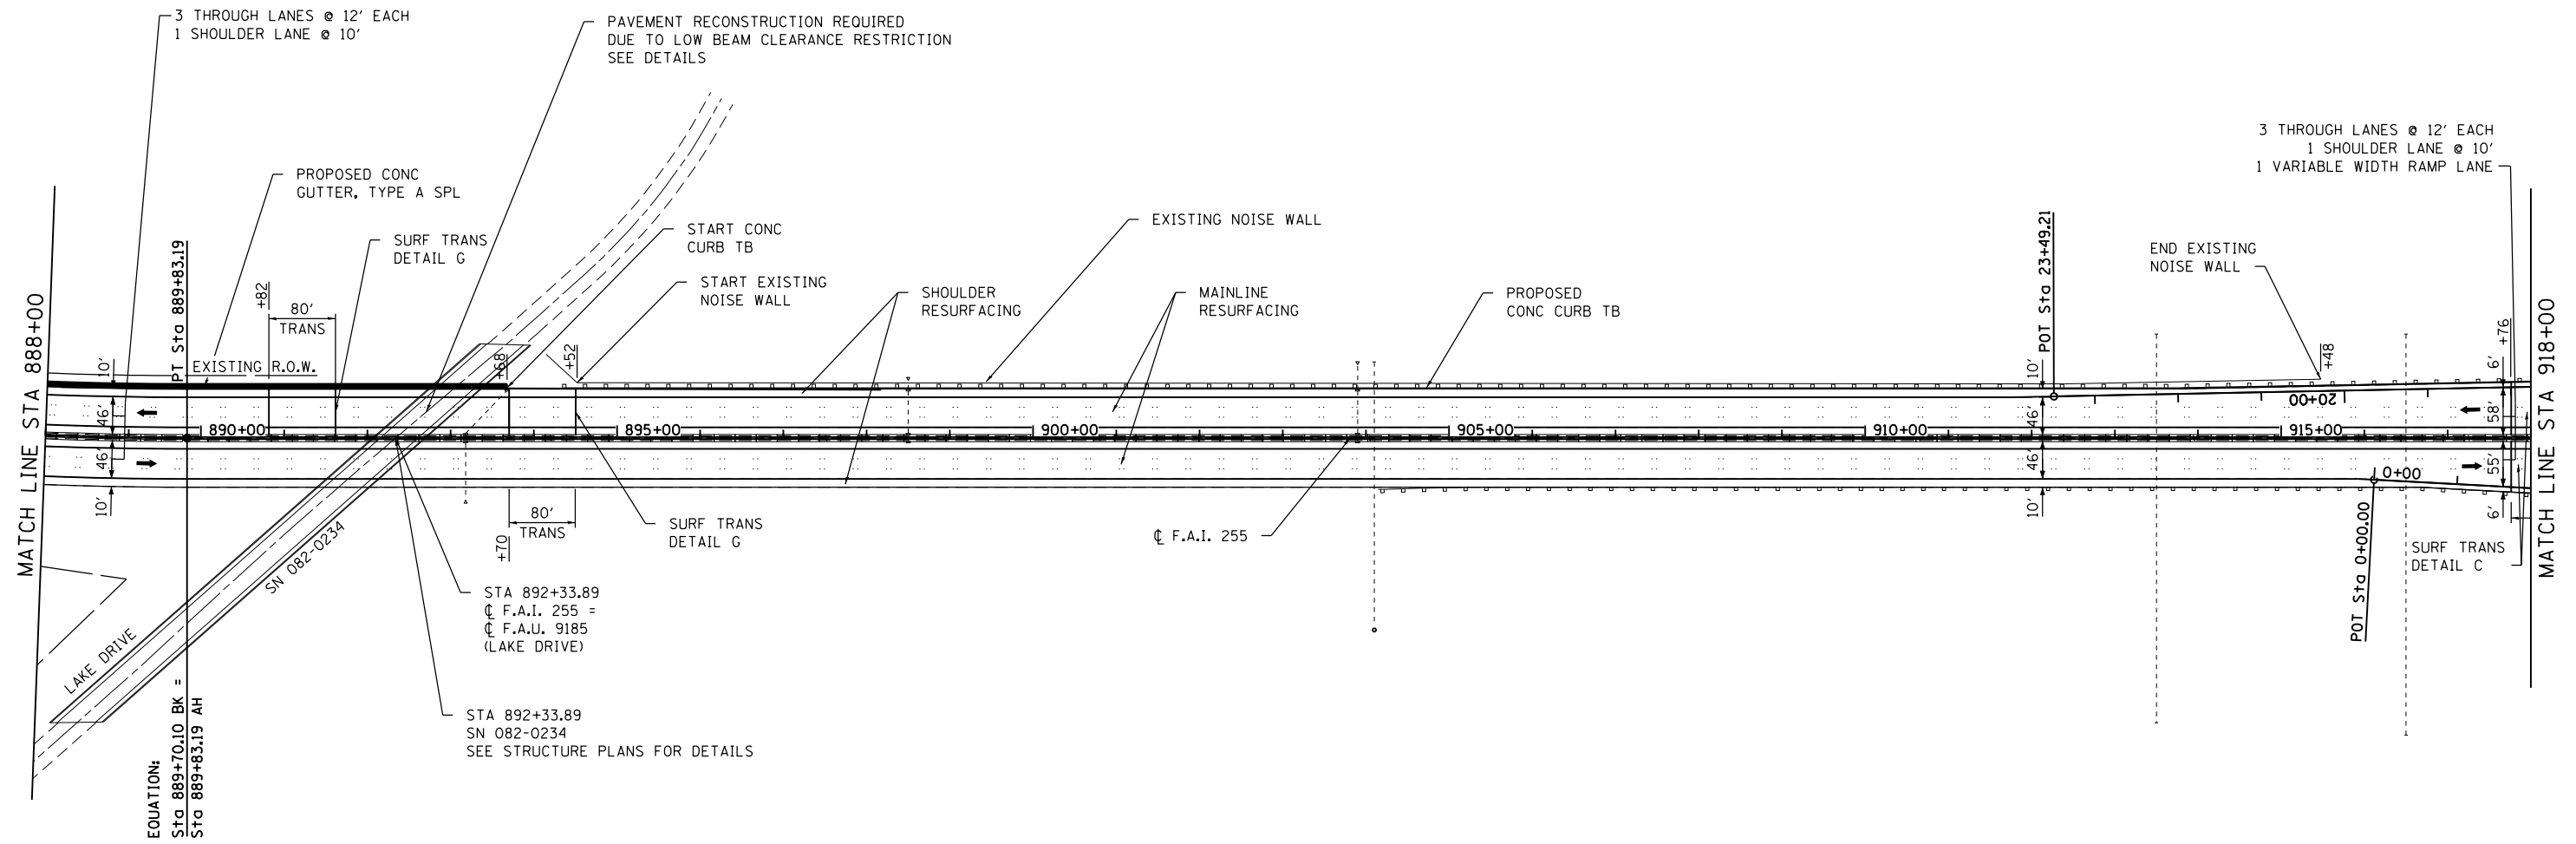 3 THROUGH LANES @ 12' EACH
1 SHOULDER LANE @ 10'
PAVEMENT RECONSTRUCTION REQUIRED
DUE TO LOW BEAM CLEARANCE RESTRICTION
SEE DETAILS
3 THROUGH LANES @ 12' EACH
1 SHOULDER LANE @ 10'
1 VARIABLE WIDTH RAMP LANE
PROPOSED CONC
GUTTER, TYPE A SPL
SURF TRANS
DETAIL G
START CONC
CURB TB
START EXISTING
NOISE WALL
EXISTING NOISE WALL
SHOULDER
RESURFACING
MAINLINE
RESURFACING
PROPOSED
CONC CURB TB
END EXISTING
NOISE WALL
MATCH LINE STA 888+00
PT Sta 889+83.19
+82
80'
TRANS
EXISTING R.O.W.
+68
+52
POT Sta 23+49.21
+48
+76
MATCH LINE STA 918+00
10'
46'
46'
10'
10'
46'
46'
10'
6'
58'
55'
6'
20+00
890+00
895+00
900+00
905+00
910+00
915+00
0+00
80'
TRANS
+70
SURF TRANS
DETAIL G
℄ F.A.I. 255
POT Sta 0+00.00
SURF TRANS
DETAIL C
SN 082-0234
LAKE DRIVE
STA 892+33.89
℄ F.A.I. 255 =
℄ F.A.U. 9185
(LAKE DRIVE)
STA 892+33.89
SN 082-0234
SEE STRUCTURE PLANS FOR DETAILS
EQUATION:
Sta 889+70.10 BK =
Sta 889+83.19 AH